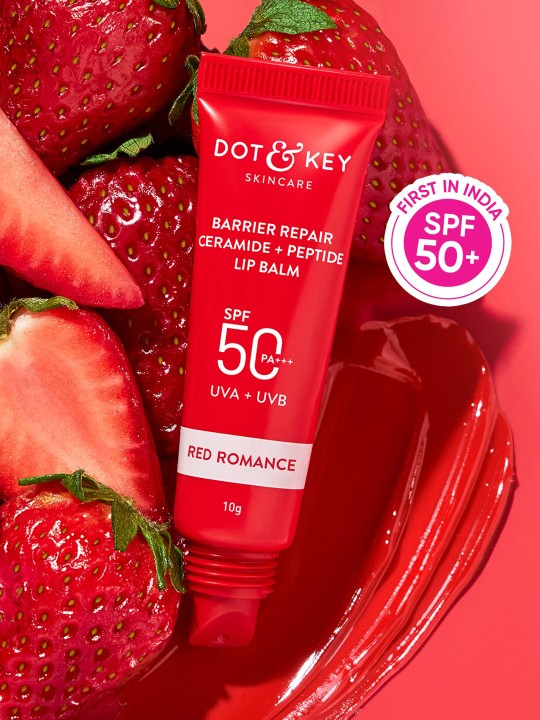 DOT & KEY
SKINCARE
BARRIER REPAIR
CERAMIDE + PEPTIDE
LIP BALM
SPF
50
PA+++
UVA + UVB
RED ROMANCE
10g
FIRST IN INDIA
SPF
50+